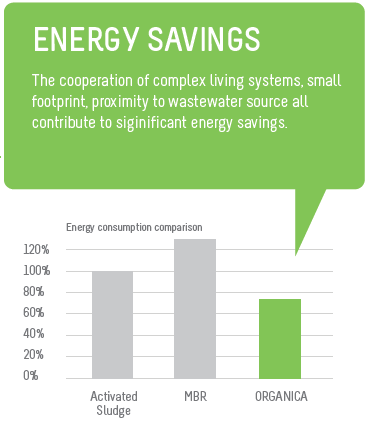 ENERGY SAVINGS
The cooperation of complex living systems, small
footprint, proximity to wastewater source all
contribute to siginificant energy savings.
Energy consumption comparison
120%
100%
80%
60%
40%
20%
0%
Activated
Sludge
MBR
ORGANICA